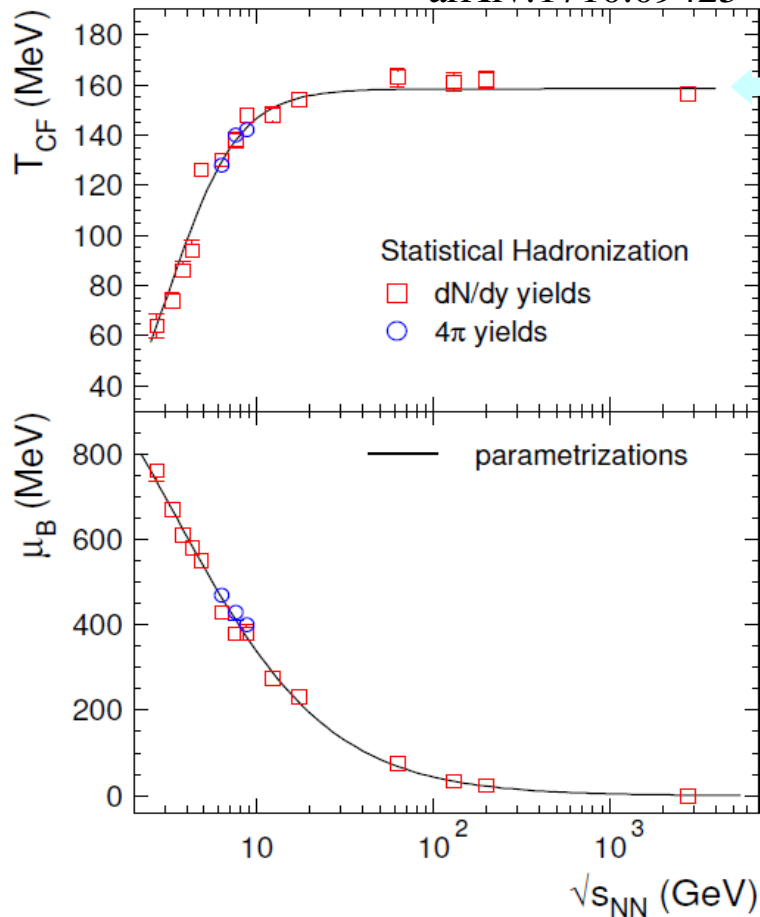 T_CF (MeV)
180
160
140
120
100
80
60
40
Statistical Hadronization
dN/dy yields
4π yields
μ_B (MeV)
800
600
400
200
0
parametrizations
10
10^2
10^3
√s_NN (GeV)